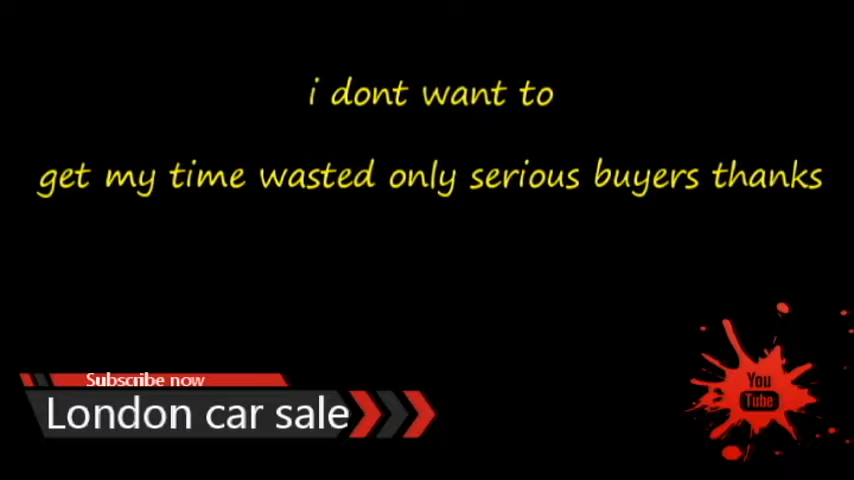 i dont want to
get my time wasted only serious buyers thanks
Subscribe now
London car sale
You
Tube